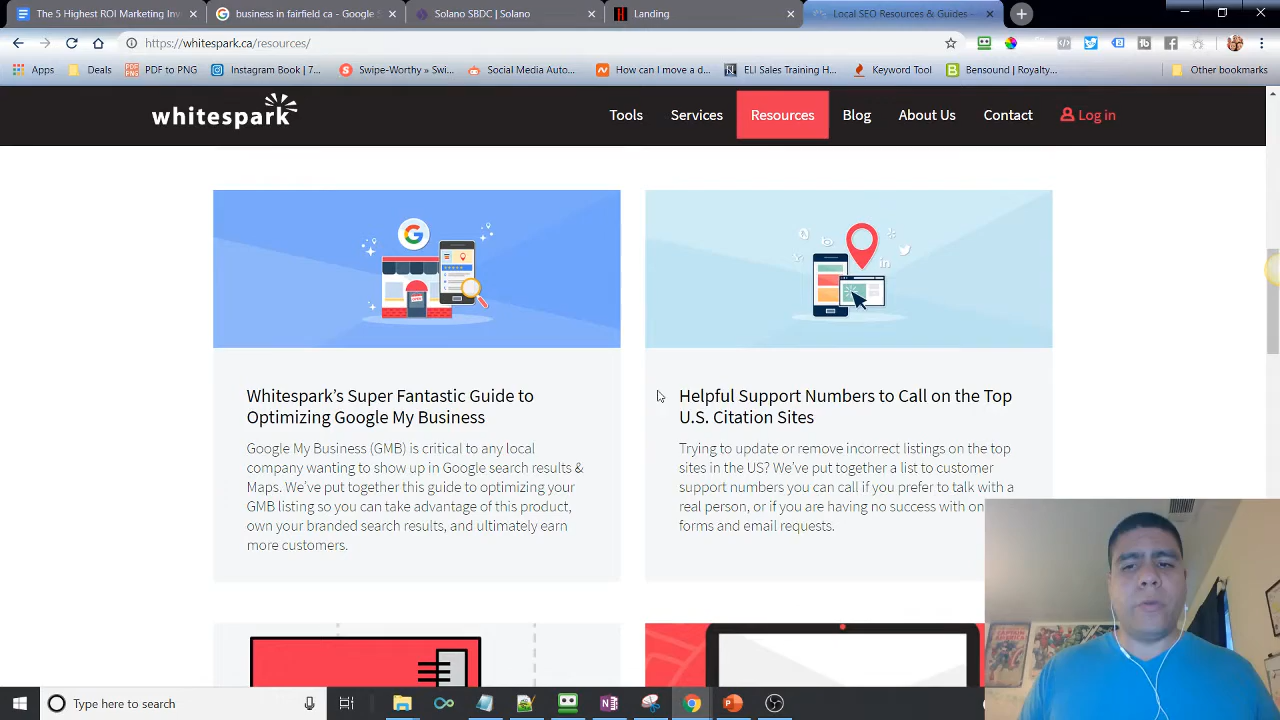 The 5 Highest ROI Marketing Inv
business in fairfield ca - Google S
Solano SBDC | Solano
Landing
Local SEO Resources & Guides -
https://whitespark.ca/resources/
Apps
Deals
PDF to PNG
Instagram Book | 7...
Swipe-Worthy » Swi...
Social Media Auto...
How can I move a d...
ELI Sales Training H...
Keyword Tool
Bensound | Royalty...
Other bookmarks
whitespark
Tools
Services
Resources
Blog
About Us
Contact
Log in
Whitespark's Super Fantastic Guide to
Optimizing Google My Business
Google My Business (GMB) is critical to any local
company wanting to show up in Google search results &
Maps. We've put together this guide to optimizing your
GMB listing so you can take advantage of this product,
own your branded search results, and ultimately earn
more customers.
Helpful Support Numbers to Call on the Top
U.S. Citation Sites
Trying to update or remove incorrect listings on the top
sites in the US? We've put together a list to customer
support numbers you can call if you prefer to talk with a
real person or if you are having no success with on
forms and email requests.
Type here to search